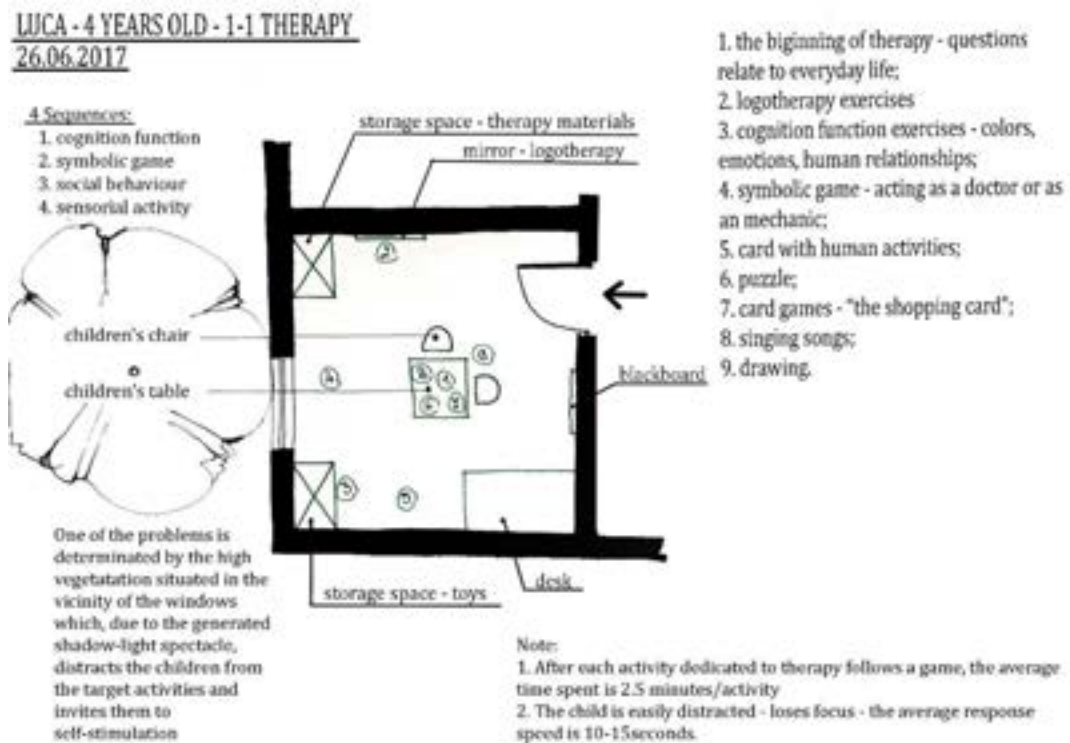 LUCA - 4 YEARS OLD - 1-1 THERAPY
26.06.2017
4 Sequences:
1. cognition function
2. symbolic game
3. social behaviour
4. sensorial activity
storage space - therapy materials
mirror - logotherapy
children's chair
children's table
blackboard
storage space - toys
desk
One of the problems is
determinated by the high
vegetatation situated in the
vicinity of the windows
which, due to the generated
shadow-light spectacle,
distracts the children from
the target activities and
invites them to
self-stimulation
1. the biginning of therapy - questions
relate to everyday life;
2. logotherapy exercises
3. cognition function exercises - colors,
emotions, human relationships;
4. symbolic game - acting as a doctor or as
an mechanic;
5. card with human activities;
6. puzzle;
7. card games - "the shopping card";
8. singing songs;
9. drawing.
Note:
1. After each activity dedicated to therapy follows a game, the average
time spent is 2.5 minutes/activity
2. The child is easily distracted - loses focus - the average response
speed is 10-15seconds.